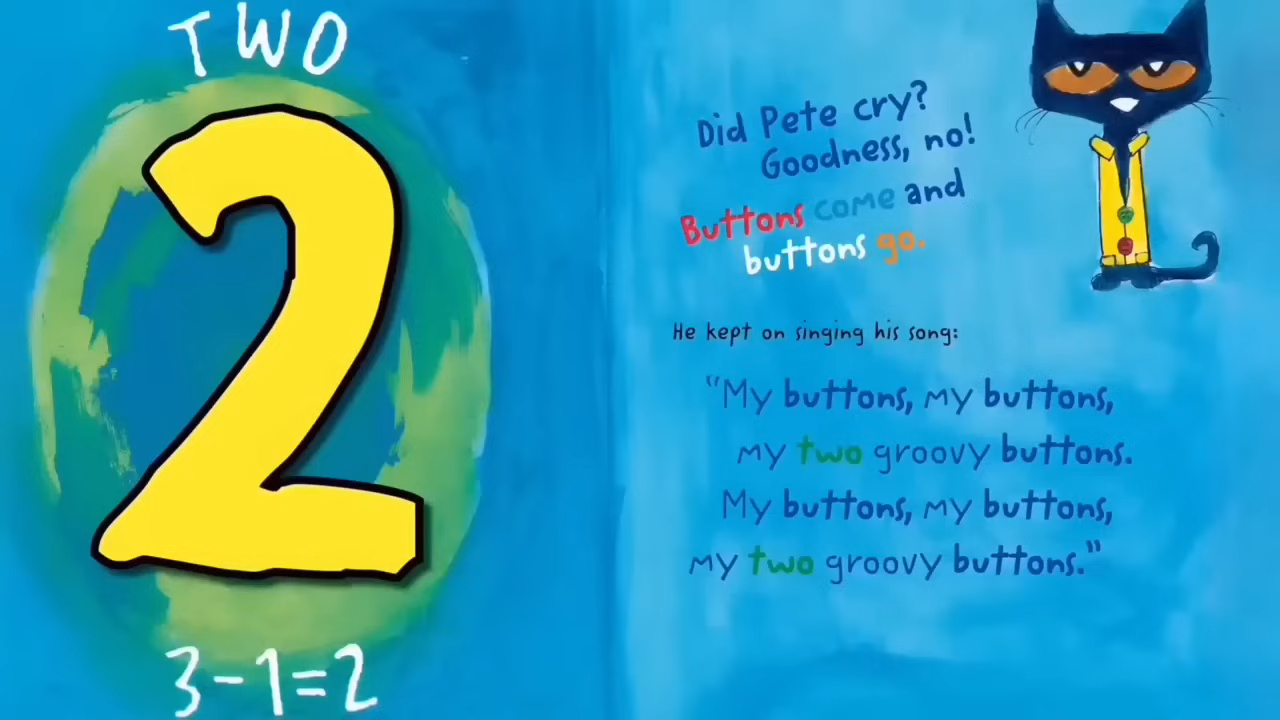 TWO
2
3-1=2
Did Pete cry?
Goodness, no!
Buttons come and
buttons go.
He kept on singing his song:
"My buttons, my buttons,
my two groovy buttons.
My buttons, my buttons,
my two groovy buttons."